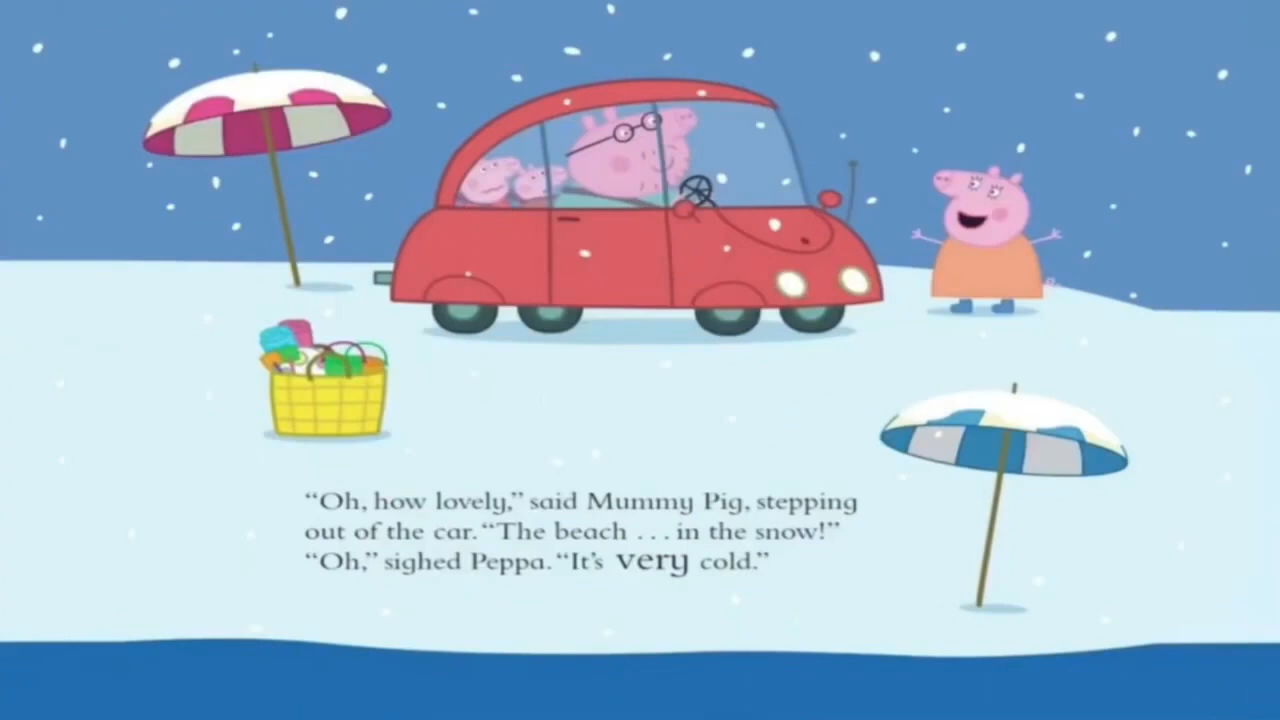 “Oh, how lovely,” said Mummy Pig, stepping
out of the car. “The beach . . . in the snow!”
“Oh,” sighed Peppa. “It’s very cold.”